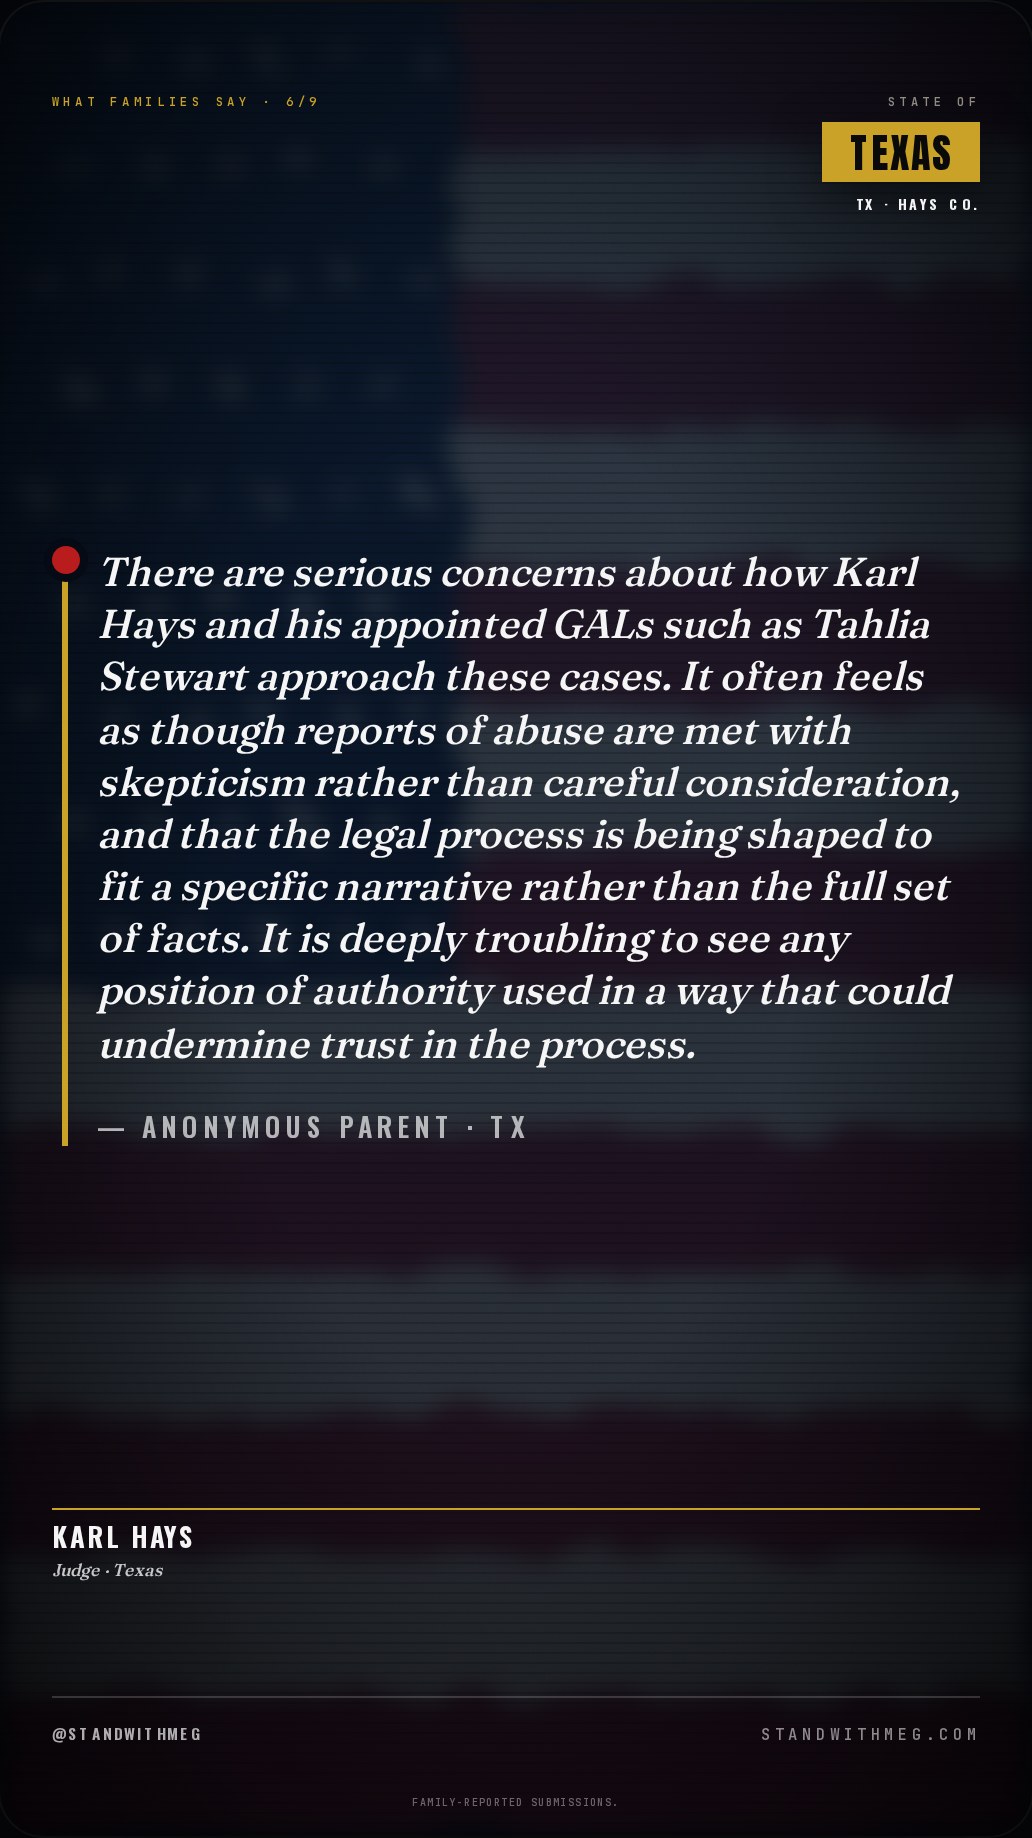 WHAT FAMILIES SAY · 6/9
STATE OF
TEXAS
TX · HAYS CO.
There are serious concerns about how Karl
Hays and his appointed GALs such as Tahlia
Stewart approach these cases. It often feels
as though reports of abuse are met with
skepticism rather than careful consideration,
and that the legal process is being shaped to
fit a specific narrative rather than the full set
of facts. It is deeply troubling to see any
position of authority used in a way that could
undermine trust in the process.
— ANONYMOUS PARENT · TX
KARL HAYS
Judge · Texas
@STANDWITHMEG
STANDWITHMEG.COM
FAMILY-REPORTED SUBMISSIONS.